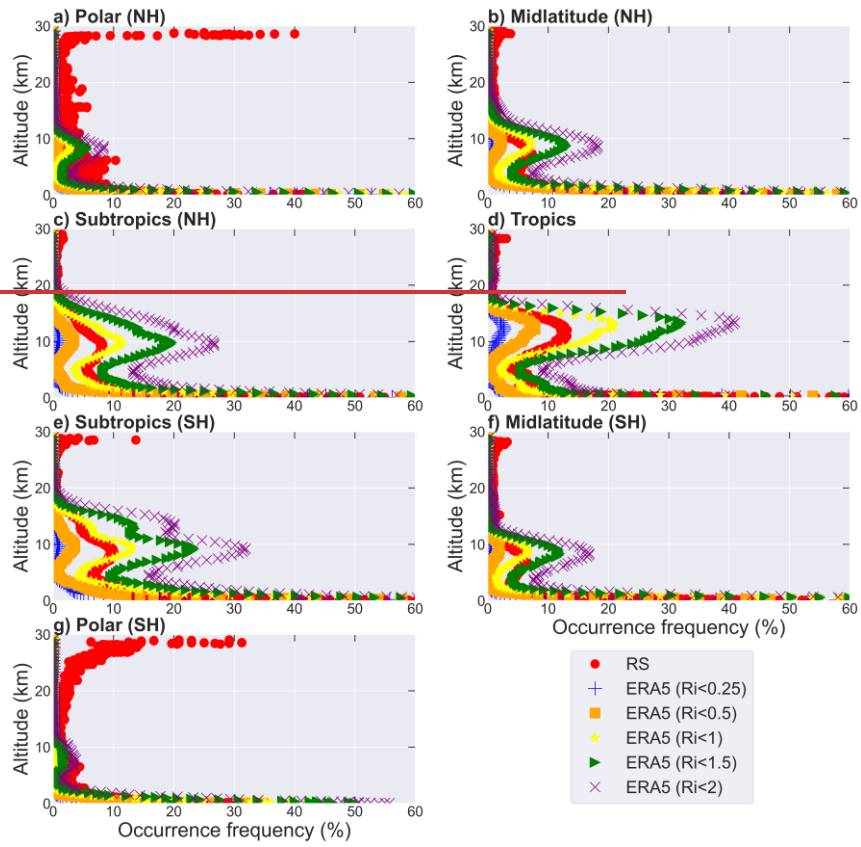 a) Polar (NH)
30
20
10
0
0 10 20 30 40 50 60
Altitude (km)
b) Midlatitude (NH)
30
20
10
0
0 10 20 30 40 50 60
Altitude (km)
c) Subtropics (NH)
30
20
10
0
0 10 20 30 40 50 60
Altitude (km)
d) Tropics
30
20
10
0
0 10 20 30 40 50 60
Altitude (km)
e) Subtropics (SH)
30
20
10
0
0 10 20 30 40 50 60
Altitude (km)
f) Midlatitude (SH)
30
20
10
0
0 10 20 30 40 50 60
Altitude (km)
Occurrence frequency (%)
g) Polar (SH)
30
20
10
0
0 10 20 30 40 50 60
Altitude (km)
Occurrence frequency (%)
RS
ERA5 (Ri<0.25)
ERA5 (Ri<0.5)
ERA5 (Ri<1)
ERA5 (Ri<1.5)
ERA5 (Ri<2)